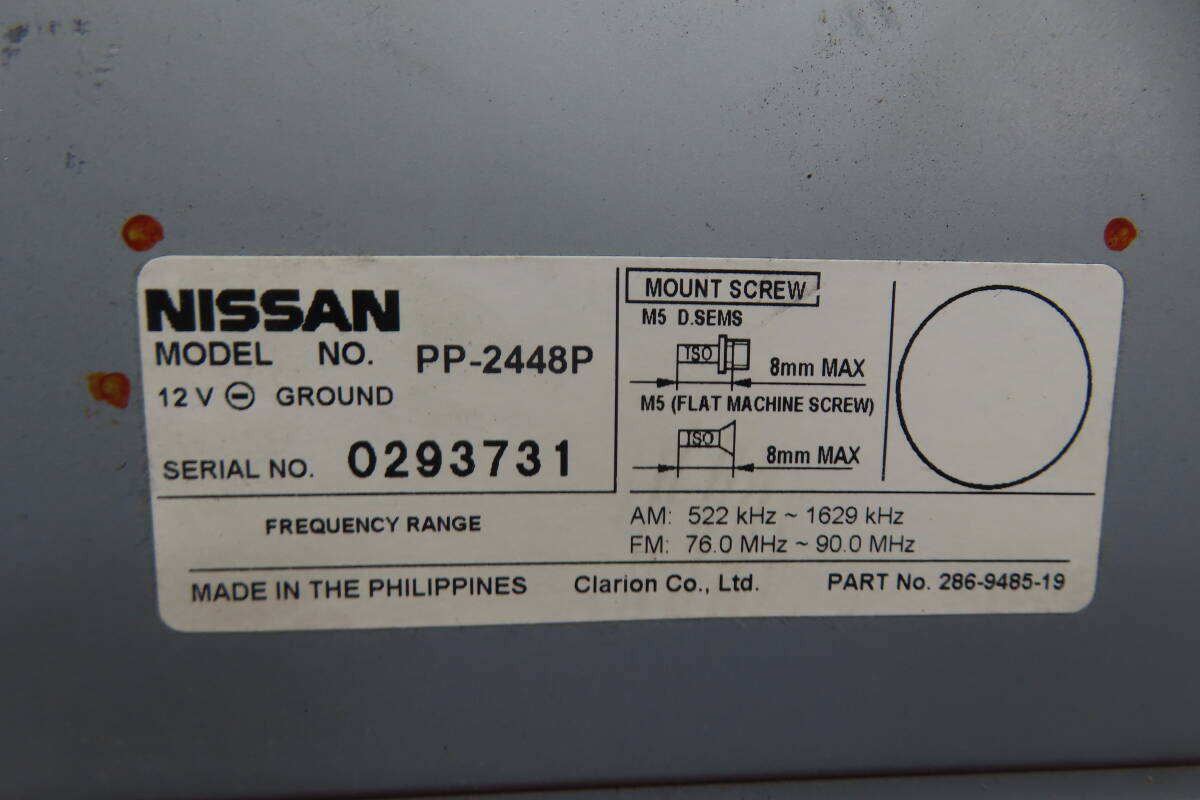 NISSAN
MODEL NO. PP-2448P
12 V ⊖ GROUND
SERIAL NO. 0293731
MOUNT SCREW
M5 D.SEMS
ISO
8mm MAX
M5 (FLAT MACHINE SCREW)
ISO
8mm MAX
FREQUENCY RANGE
AM: 522 kHz ~ 1629 kHz
FM: 76.0 MHz ~ 90.0 MHz
MADE IN THE PHILIPPINES Clarion Co., Ltd. PART No. 286-9485-19